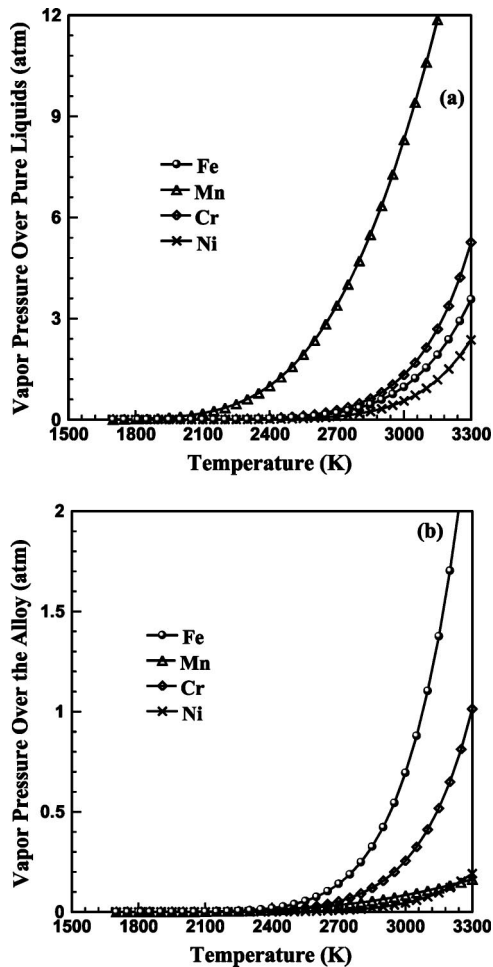 Vapor Pressure Over Pure Liquids (atm)
12
9
6
3
0
(a)
Fe
Mn
Cr
Ni
1500 1800 2100 2400 2700 3000 3300
Temperature (K)
Vapor Pressure Over the Alloy (atm)
2
1.5
1
0.5
0
(b)
Fe
Mn
Cr
Ni
1500 1800 2100 2400 2700 3000 3300
Temperature (K)